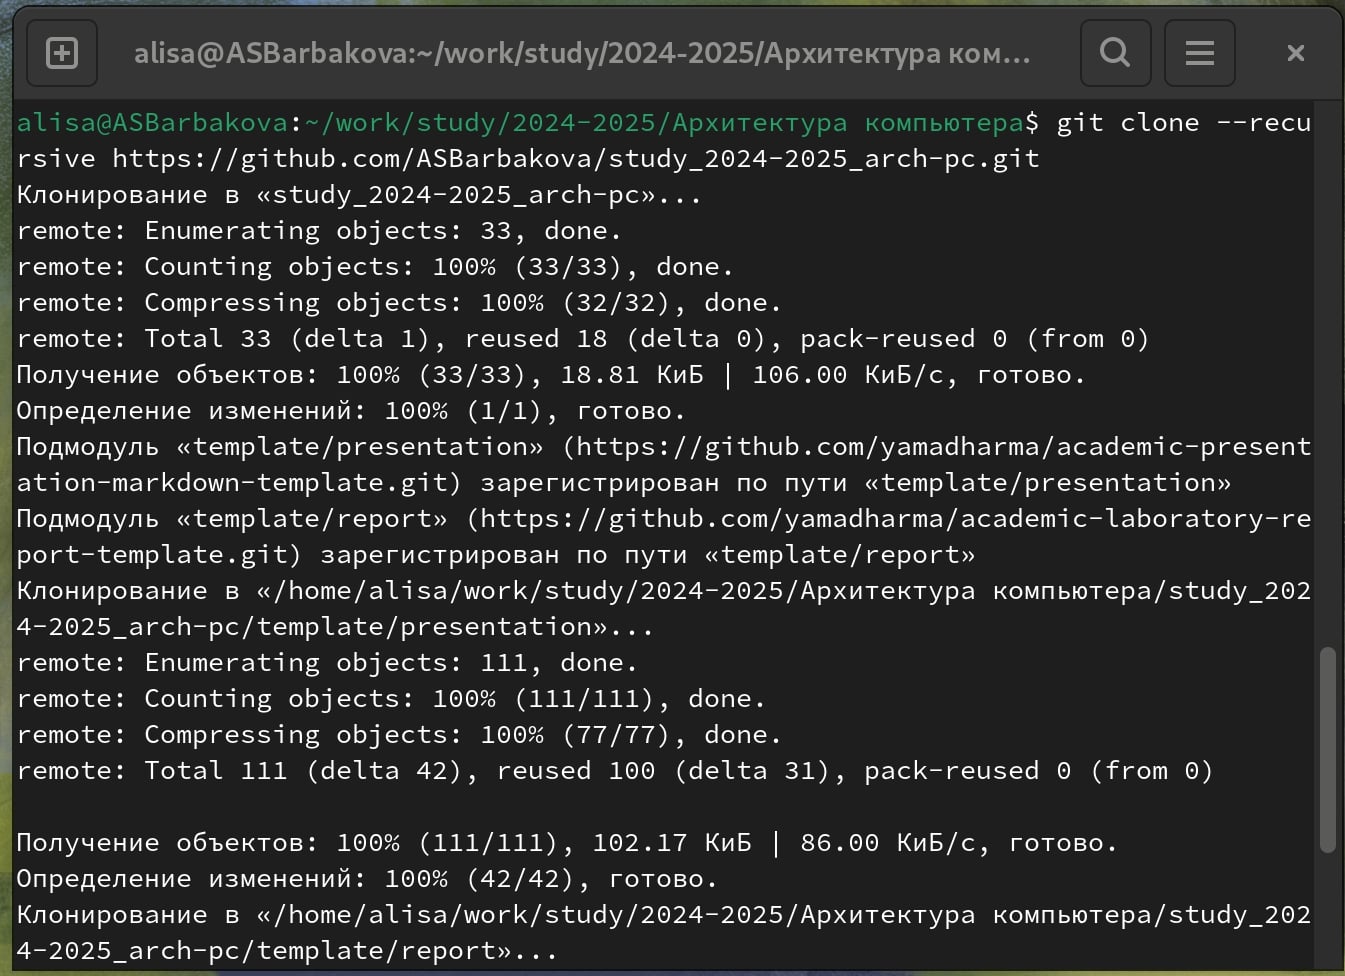 alisa@ASBarbakova:~/work/study/2024-2025/Архитектура ком...
alisa@ASBarbakova:~/work/study/2024-2025/Архитектура компьютера$ git clone --recu
rsive https://github.com/ASBarbakova/study_2024-2025_arch-pc.git
Клонирование в «study_2024-2025_arch-pc»...
remote: Enumerating objects: 33, done.
remote: Counting objects: 100% (33/33), done.
remote: Compressing objects: 100% (32/32), done.
remote: Total 33 (delta 1), reused 18 (delta 0), pack-reused 0 (from 0)
Получение объектов: 100% (33/33), 18.81 КиБ | 106.00 КиБ/с, готово.
Определение изменений: 100% (1/1), готово.
Подмодуль «template/presentation» (https://github.com/yamadharma/academic-present
ation-markdown-template.git) зарегистрирован по пути «template/presentation»
Подмодуль «template/report» (https://github.com/yamadharma/academic-laboratory-re
port-template.git) зарегистрирован по пути «template/report»
Клонирование в «/home/alisa/work/study/2024-2025/Архитектура компьютера/study_202
4-2025_arch-pc/template/presentation»...
remote: Enumerating objects: 111, done.
remote: Counting objects: 100% (111/111), done.
remote: Compressing objects: 100% (77/77), done.
remote: Total 111 (delta 42), reused 100 (delta 31), pack-reused 0 (from 0)
Получение объектов: 100% (111/111), 102.17 КиБ | 86.00 КиБ/с, готово.
Определение изменений: 100% (42/42), готово.
Клонирование в «/home/alisa/work/study/2024-2025/Архитектура компьютера/study_202
4-2025_arch-pc/template/report»...